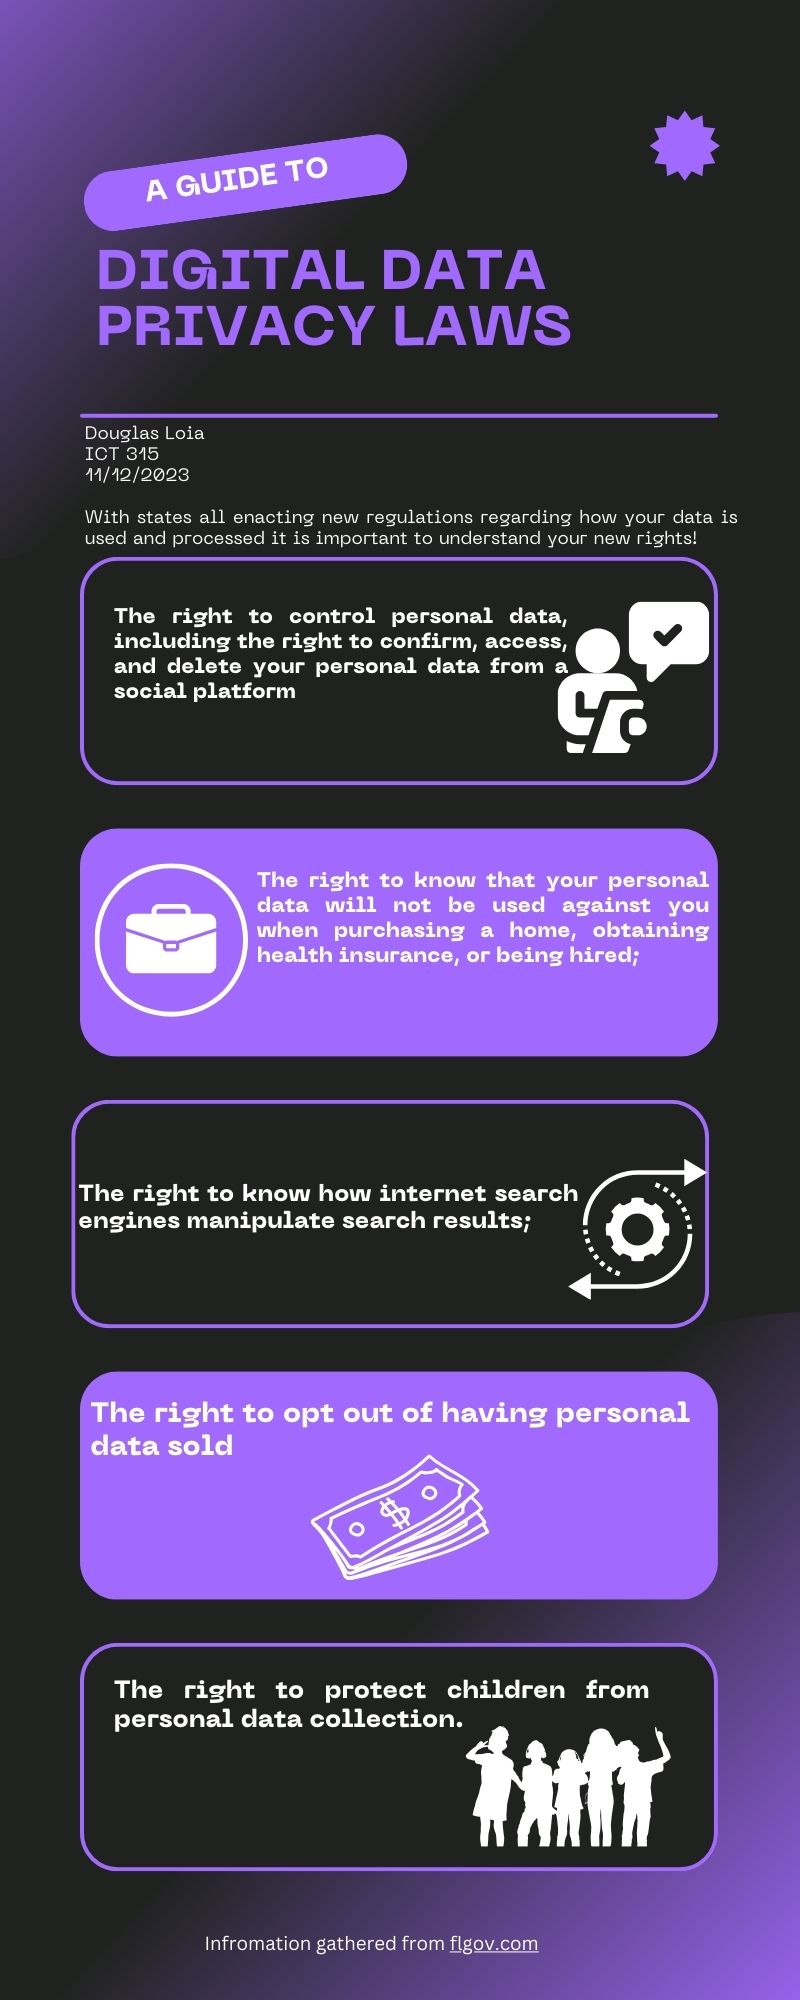 A GUIDE TO
DIGITAL DATA
PRIVACY LAWS
Douglas Loia
ICT 315
11/12/2023
With states all enacting new regulations regarding how your data is
used and processed it is important to understand your new rights!
The right to control personal data,
including the right to confirm, access,
and delete your personal data from a
social platform
The right to know that your personal
data will not be used against you
when purchasing a home, obtaining
health insurance, or being hired;
The right to know how internet search
engines manipulate search results;
The right to opt out of having personal
data sold
The right to protect children from
personal data collection.
Infromation gathered from flgov.com